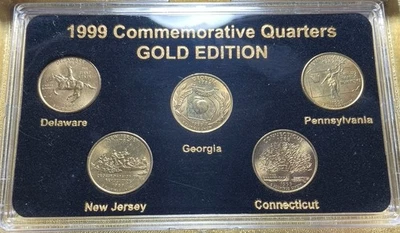 1999 Commemorative Quarters
GOLD EDITION
Delaware
Pennsylvania
Georgia
New Jersey
Connecticut